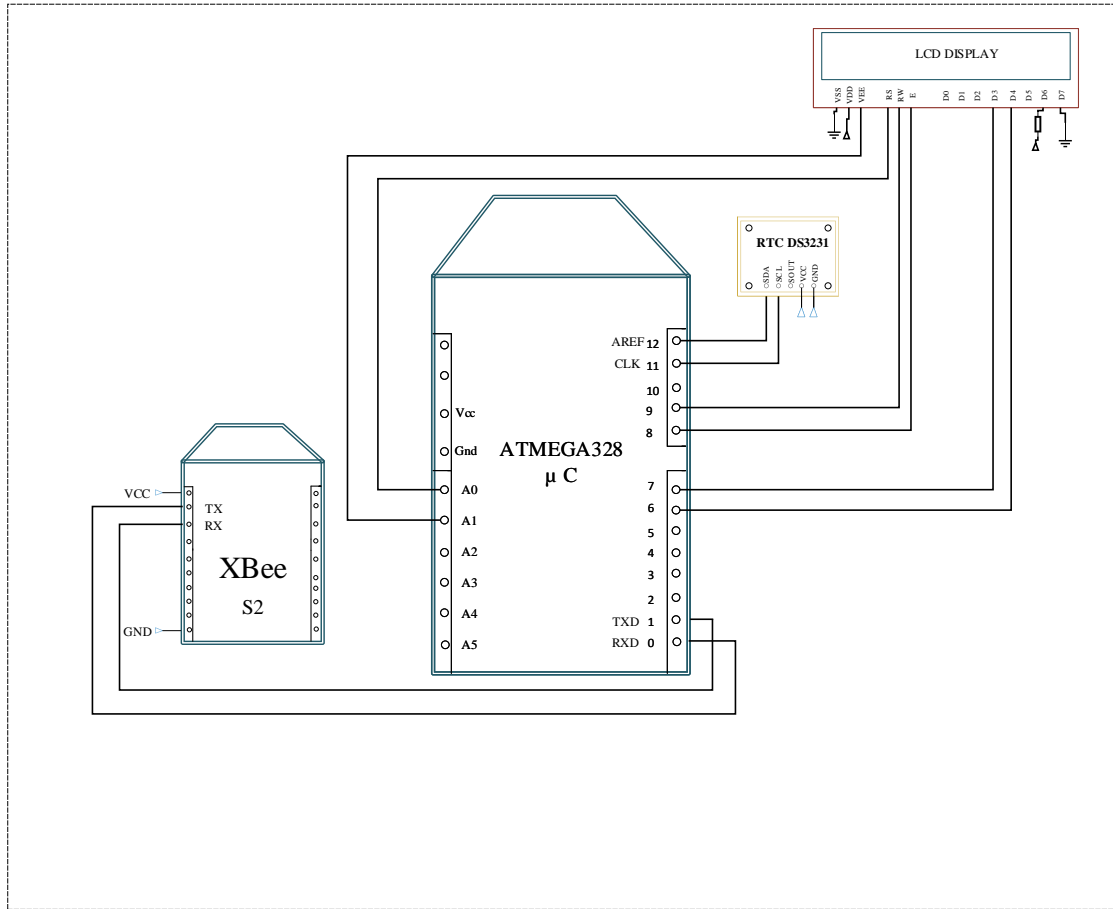 LCD DISPLAY
VSS
VDD
VEE
RS
RW
E
D0
D1
D2
D3
D4
D5
D6
D7
RTC DS3231
SDA
SCL
SOUT
VCC
GND
AREF 12
CLK 11
10
9
8
Vcc
Gnd
ATMEGA328
µ C
A0
A1
A2
A3
A4
A5
7
6
5
4
3
2
TXD 1
RXD 0
VCC
TX
RX
XBee
S2
GND